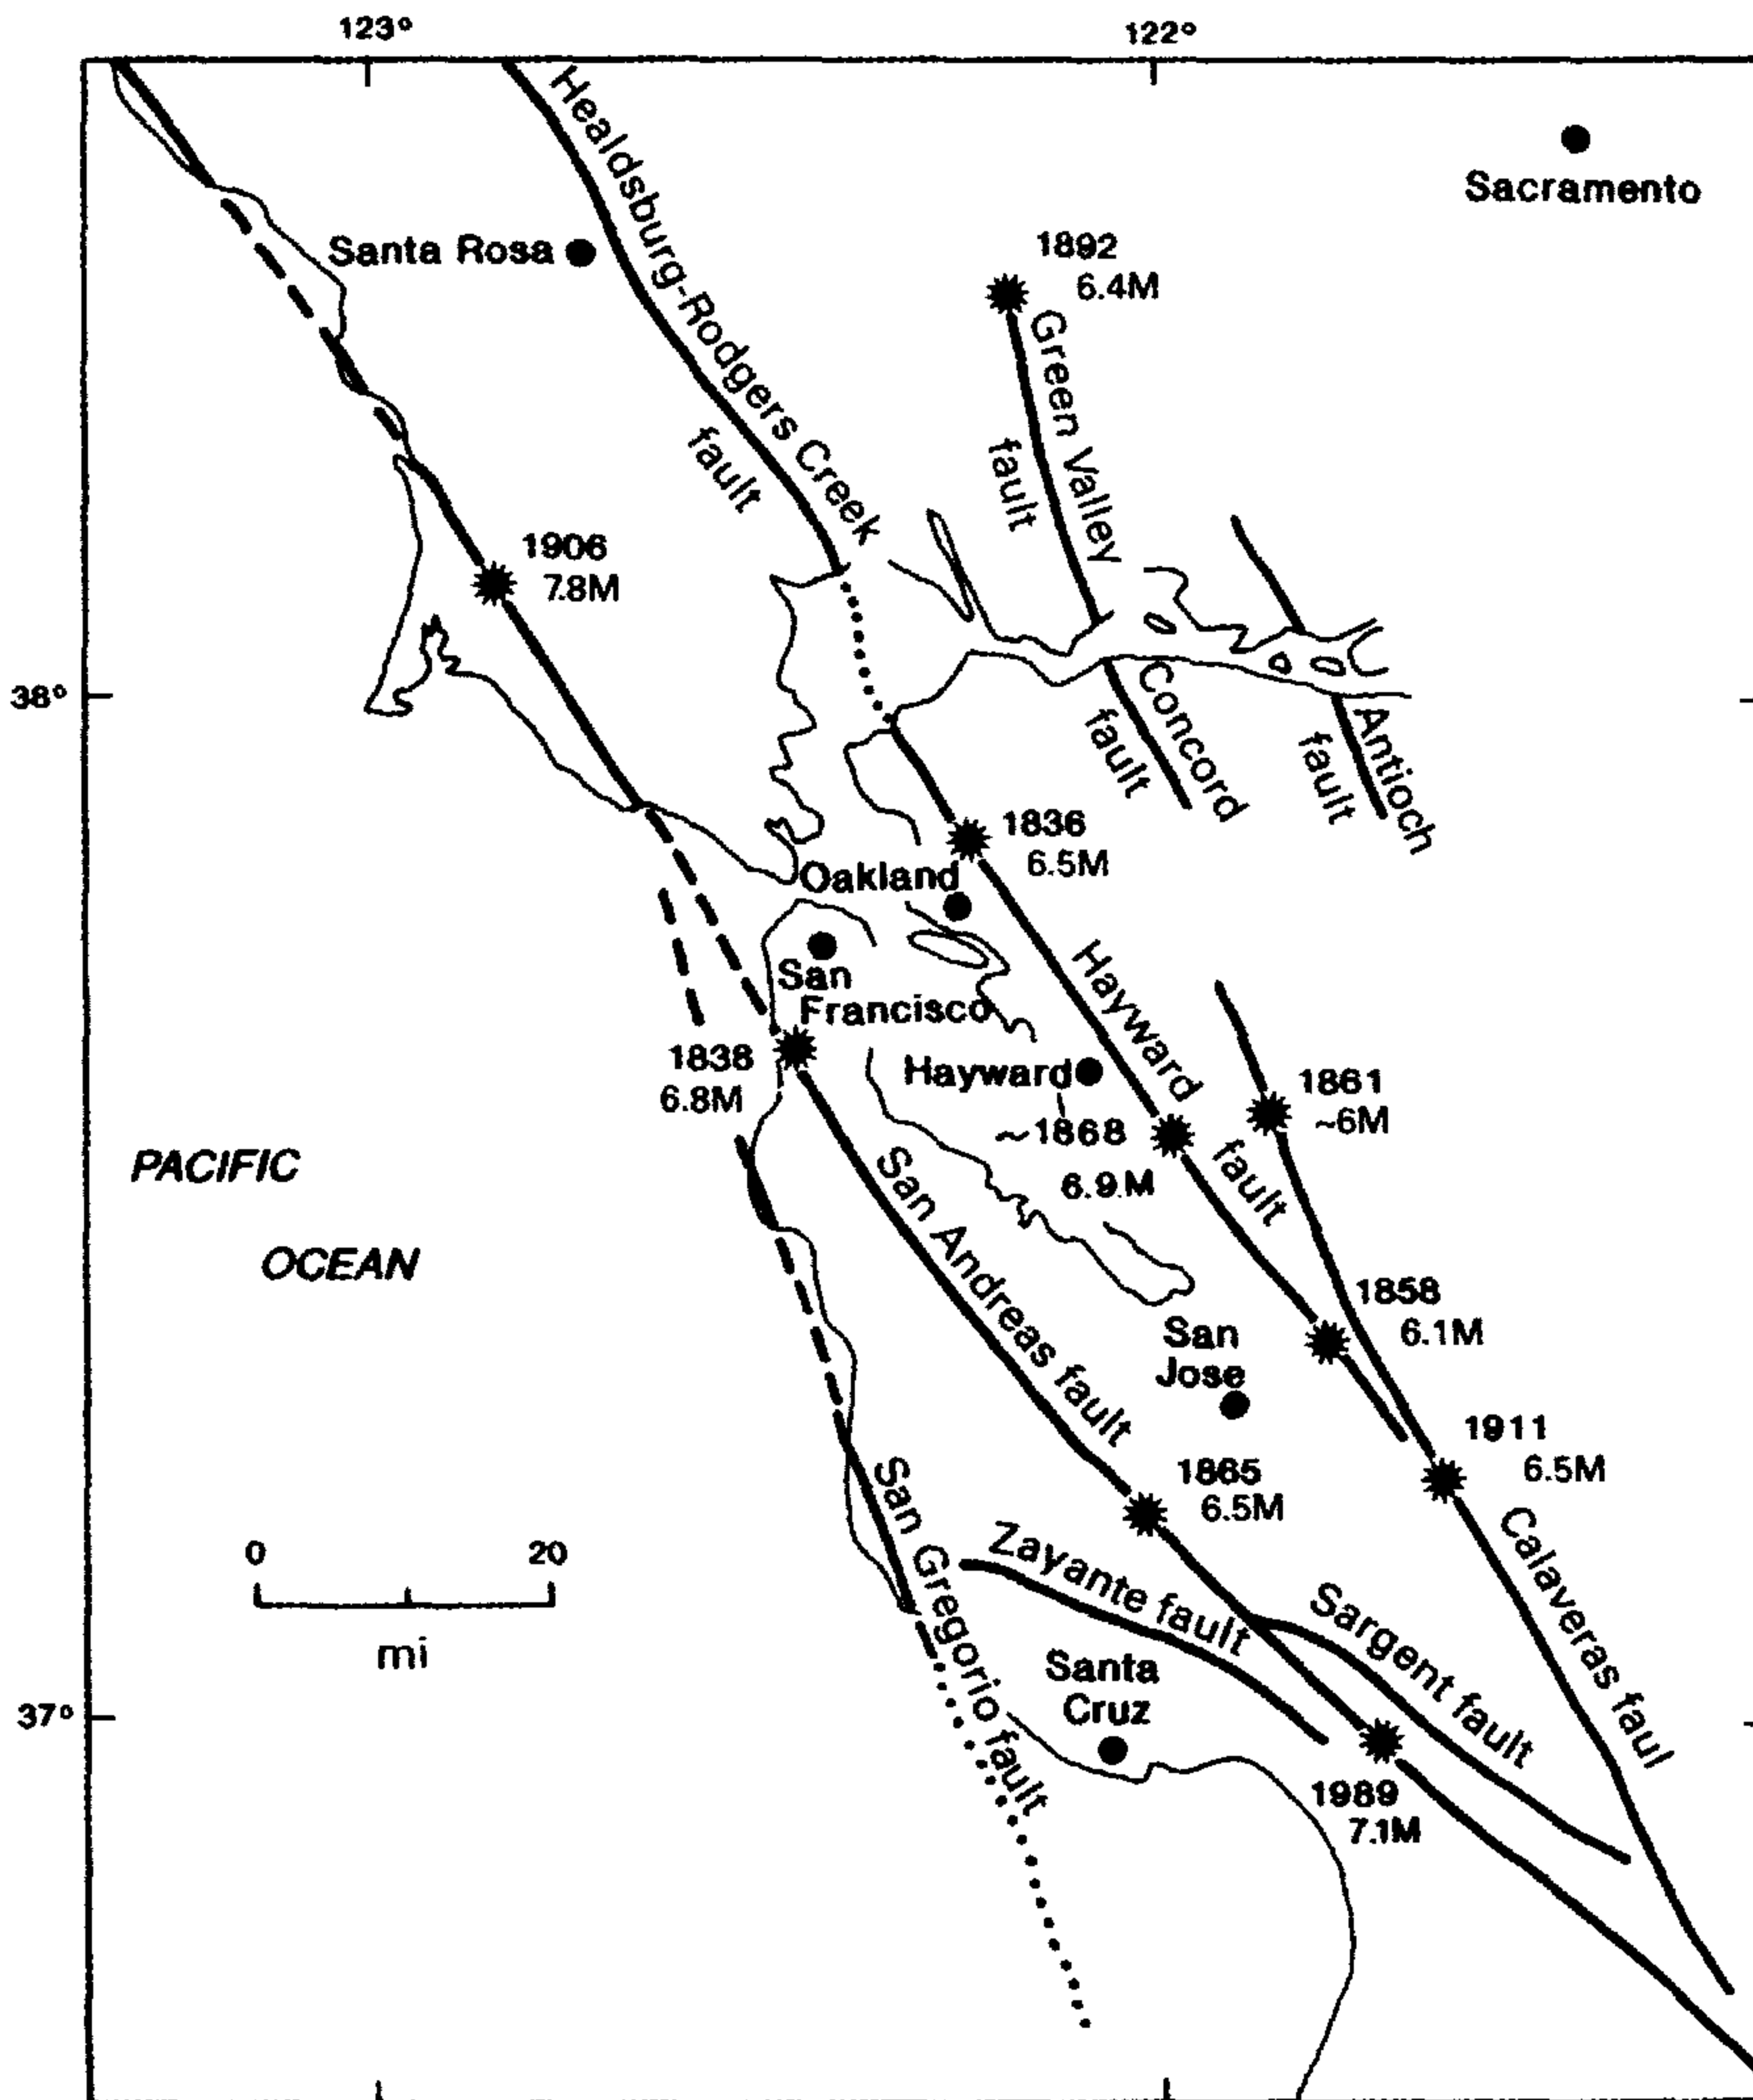 123°
122°
Sacramento
Healdsburg-Rodgers Creek
fault
Santa Rosa
1892
6.4M
Green Valley
fault
1906
7.8M
38°
Concord
fault
Antioch
fault
1836
6.5M
Oakland
San
Francisco
Hayward
fault
1838
6.8M
Hayward
~1868
6.9M
1861
~6M
PACIFIC
OCEAN
San Andreas fault
1858
6.1M
San
Jose
1911
6.5M
1865
6.5M
Calaveras faul
San Gregorio fault
Zayante fault
Sargent fault
0
20
mi
Santa
Cruz
37°
1989
7.1M